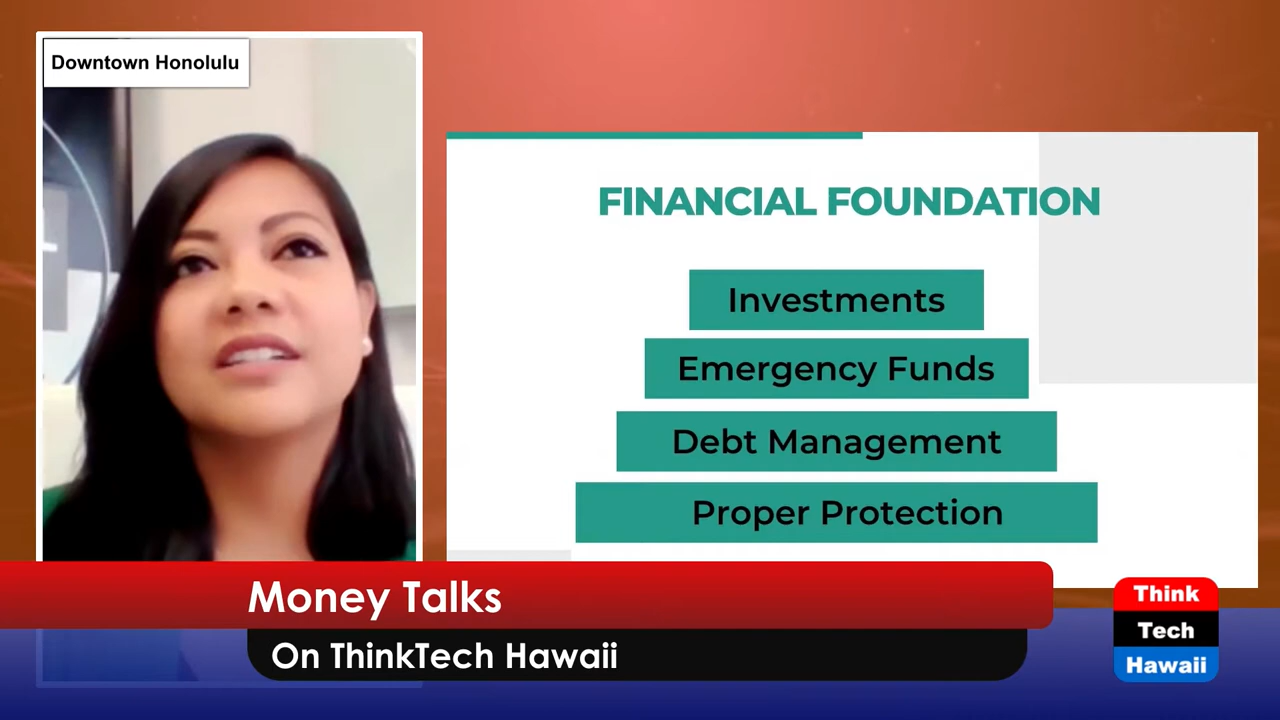 Downtown Honolulu
FINANCIAL FOUNDATION
Investments
Emergency Funds
Debt Management
Proper Protection
Money Talks
On ThinkTech Hawaii
Think
Tech
Hawaii